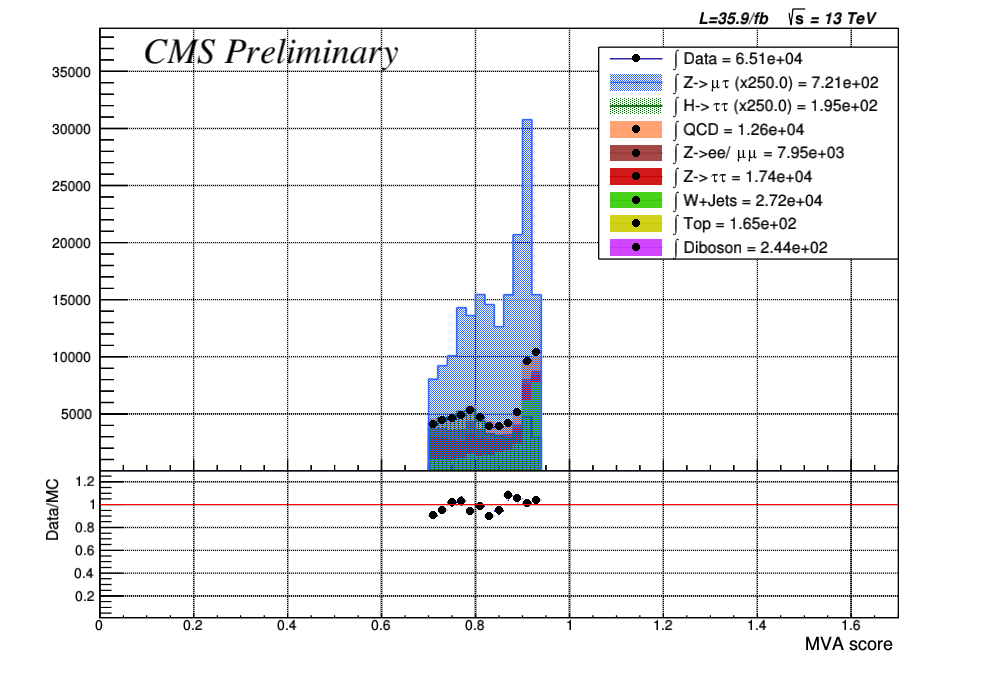 L=35.9/fb √s = 13 TeV
CMS Preliminary
∫ Data = 6.51e+04
∫ Z-> μτ (x250.0) = 7.21e+02
∫ H-> ττ (x250.0) = 1.95e+02
∫ QCD = 1.26e+04
∫ Z->ee/ μμ = 7.95e+03
∫ Z-> ττ = 1.74e+04
∫ W+Jets = 2.72e+04
∫ Top = 1.65e+02
∫ Diboson = 2.44e+02
35000
30000
25000
20000
15000
10000
5000
Data/MC
1.2
1
0.8
0.6
0.4
0.2
0 0.2 0.4 0.6 0.8 1 1.2 1.4 1.6
MVA score